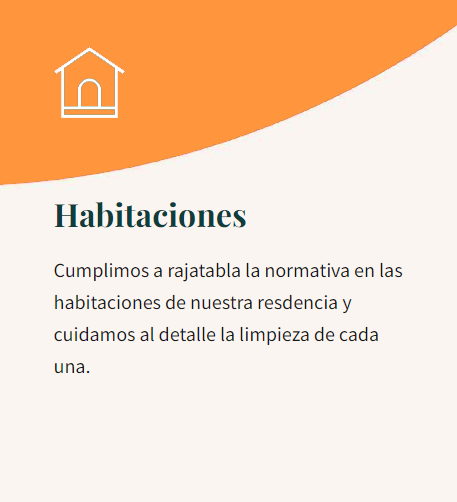 Habitaciones
Cumplimos a rajatabla la normativa en las
habitaciones de nuestra resdencia y
cuidamos al detalle la limpieza de cada
una.